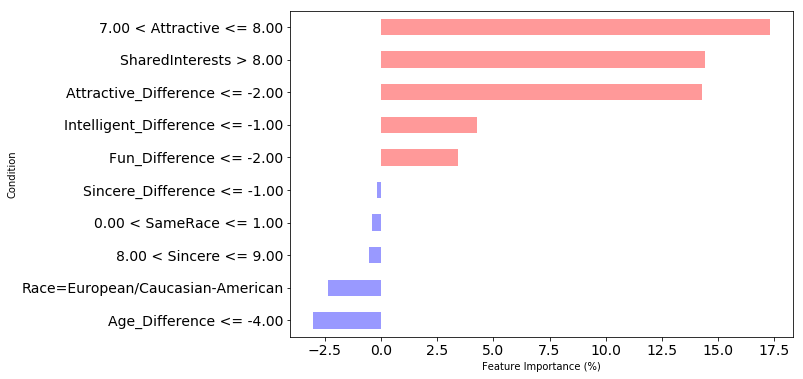 7.00 < Attractive <= 8.00
SharedInterests > 8.00
Attractive_Difference <= -2.00
Intelligent_Difference <= -1.00
Fun_Difference <= -2.00
Sincere_Difference <= -1.00
0.00 < SameRace <= 1.00
8.00 < Sincere <= 9.00
Race=European/Caucasian-American
Age_Difference <= -4.00
Condition
−2.5 0.0 2.5 5.0 7.5 10.0 12.5 15.0 17.5
Feature Importance (%)